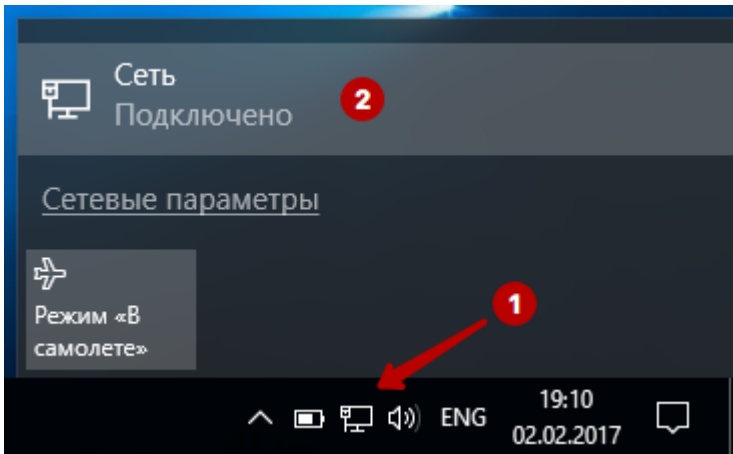 Сеть
Подключено
2
Сетевые параметры
Режим «В
самолете»
1
ENG
19:10
02.02.2017